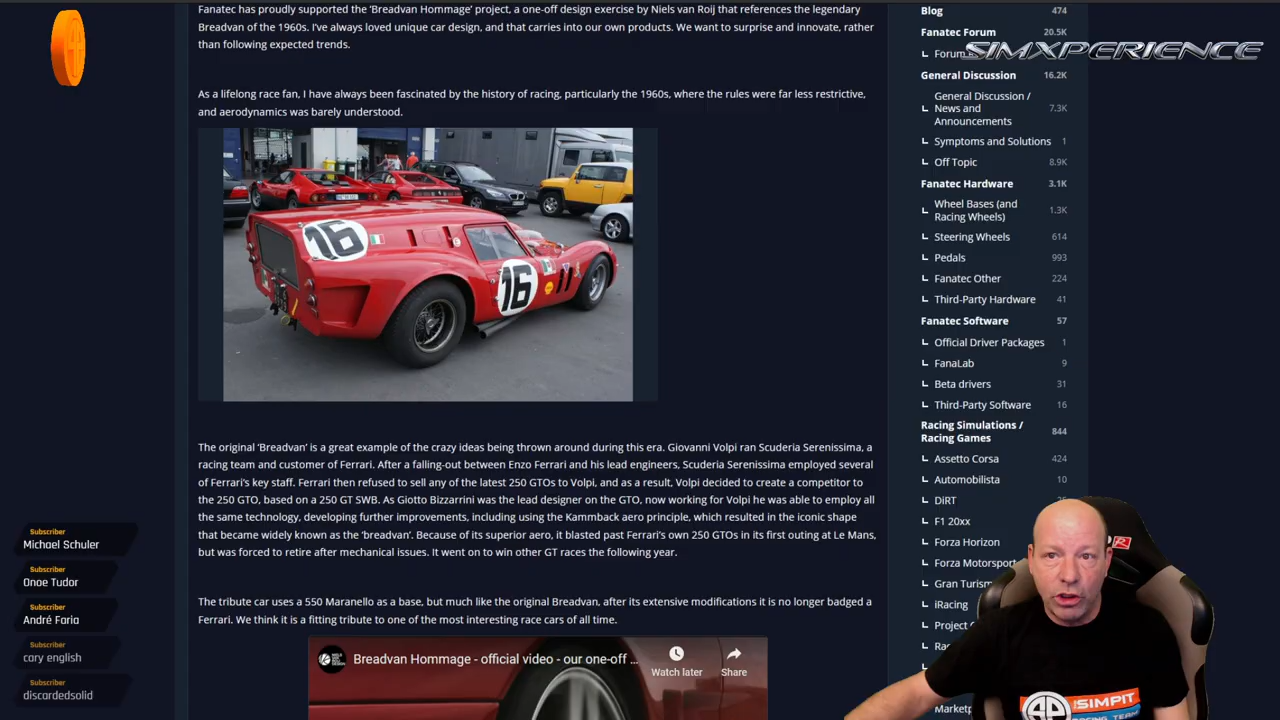 Fanatec has proudly supported the ‘Breadvan Hommage’ project, a one-off design exercise by Niels van Roij that references the legendary
Breadvan of the 1960s. I’ve always loved unique car design, and that carries into our own products. We want to surprise and innovate, rather
than following expected trends.
As a lifelong race fan, I have always been fascinated by the history of racing, particularly the 1960s, where the rules were far less restrictive,
and aerodynamics was barely understood.
16
16
The original ‘Breadvan’ is a great example of the crazy ideas being thrown around during this era. Giovanni Volpi ran Scuderia Serenissima, a
racing team and customer of Ferrari. After a falling-out between Enzo Ferrari and his lead engineers, Scuderia Serenissima employed several
of Ferrari’s key staff. Ferrari then refused to sell any of the latest 250 GTOs to Volpi, and as a result, Volpi decided to create a competitor to
the 250 GTO, based on a 250 GT SWB. As Giotto Bizzarrini was the lead designer on the GTO, now working for Volpi he was able to employ all
the same technology, developing further improvements, including using the Kammback aero principle, which resulted in the iconic shape
that became widely known as the ‘breadvan’. Because of its superior aero, it blasted past Ferrari’s own 250 GTOs in its first outing at Le Mans,
but was forced to retire after mechanical issues. It went on to win other GT races the following year.
The tribute car uses a 550 Maranello as a base, but much like the original Breadvan, after its extensive modifications it is no longer badged a
Ferrari. We think it is a fitting tribute to one of the most interesting race cars of all time.
Breadvan Hommage - official video - our one-off ...
Watch later
Share
Blog 474
Fanatec Forum 20.5K
Forum
SIMXPERIENCE
General Discussion 16.2K
General Discussion /
News and 7.3K
Announcements
Symptoms and Solutions 1
Off Topic 8.9K
Fanatec Hardware 3.1K
Wheel Bases (and 1.3K
Racing Wheels)
Steering Wheels 614
Pedals 993
Fanatec Other 224
Third-Party Hardware 41
Fanatec Software 57
Official Driver Packages 1
FanaLab 9
Beta drivers 31
Third-Party Software 16
Racing Simulations / 844
Racing Games
Assetto Corsa 424
Automobilista 10
DiRT
F1 20xx
Forza Horizon
Forza Motorsport
Gran Turism
iRacing
Project
Marketp
Subscriber
Michael Schuler
Subscriber
Onoe Tudor
Subscriber
André Faria
Subscriber
cary english
Subscriber
discardedsolid
SIMPIT
RACING TEAM